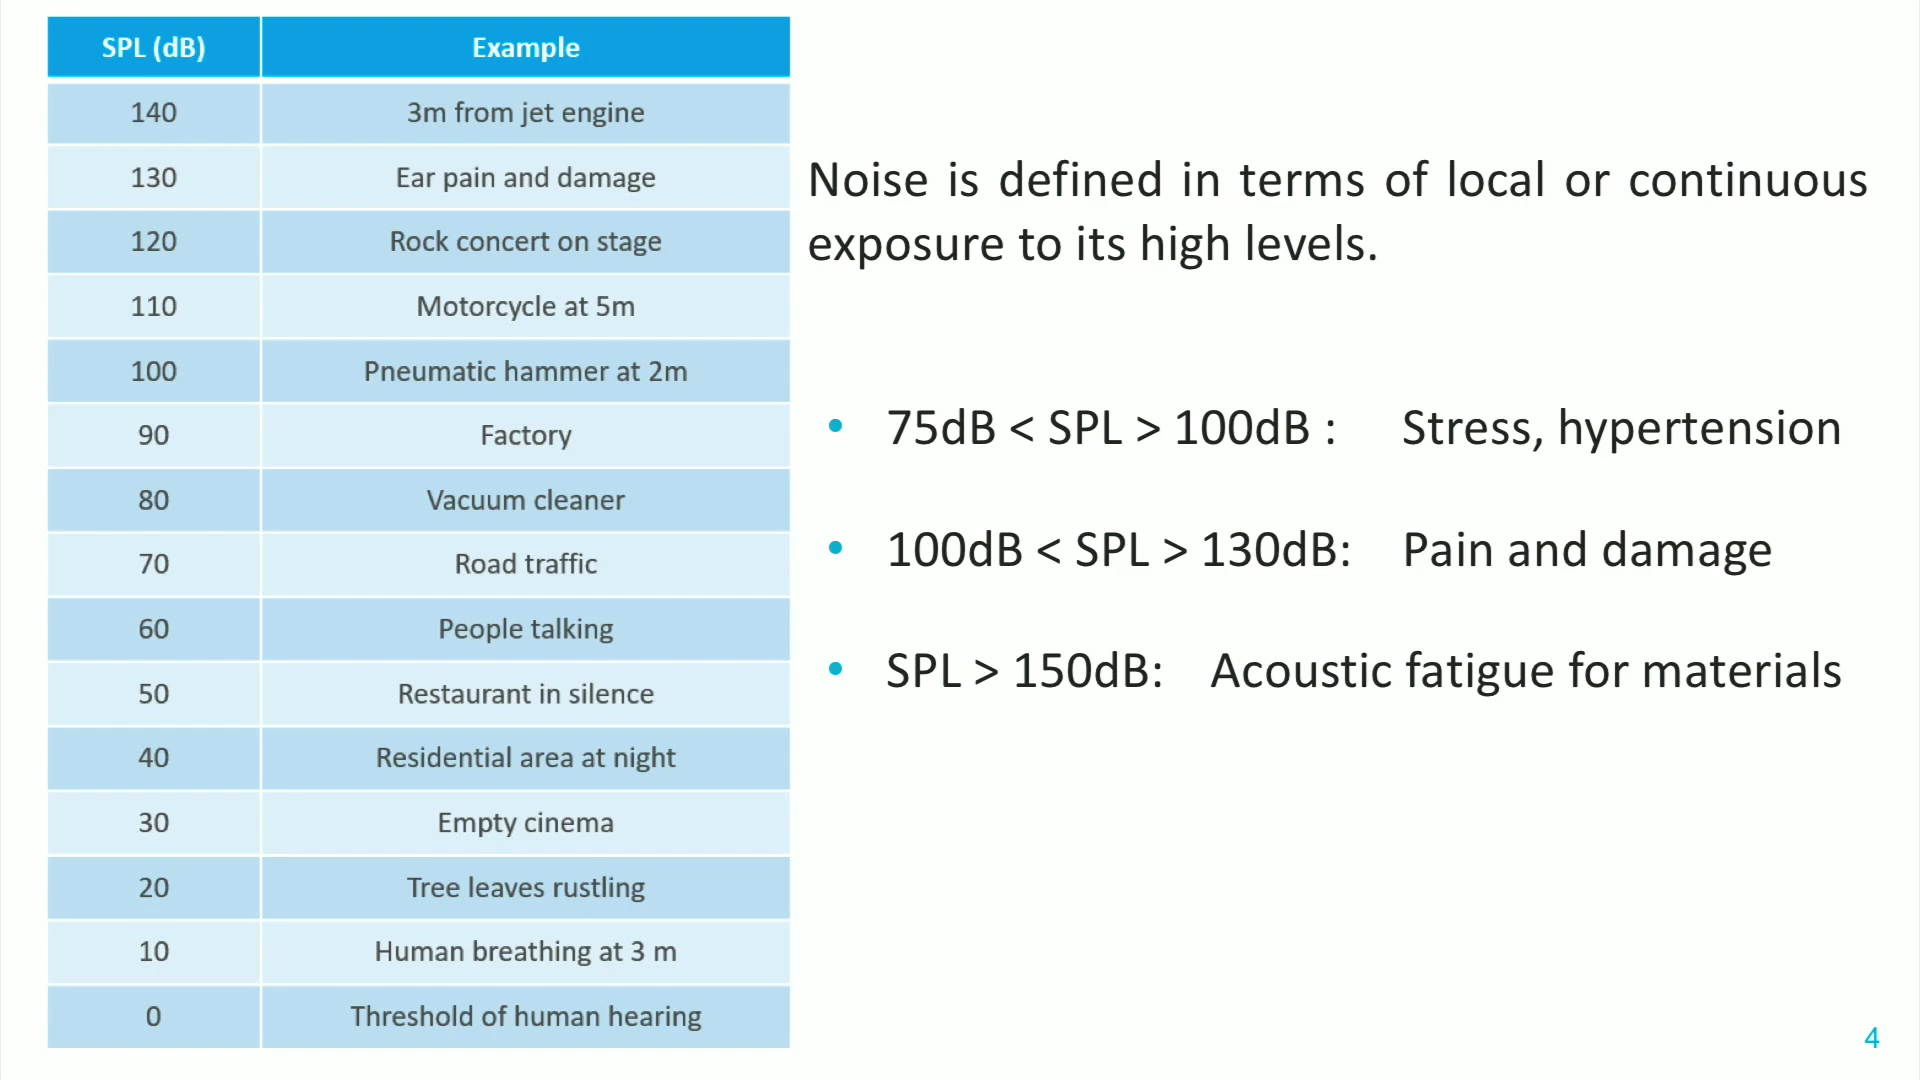 SPL (dB) Example
140 3m from jet engine
130 Ear pain and damage
120 Rock concert on stage
110 Motorcycle at 5m
100 Pneumatic hammer at 2m
90 Factory
80 Vacuum cleaner
70 Road traffic
60 People talking
50 Restaurant in silence
40 Residential area at night
30 Empty cinema
20 Tree leaves rustling
10 Human breathing at 3 m
0 Threshold of human hearing
Noise is defined in terms of local or continuous
exposure to its high levels.
• 75dB < SPL > 100dB : Stress, hypertension
• 100dB < SPL > 130dB: Pain and damage
• SPL > 150dB: Acoustic fatigue for materials
4